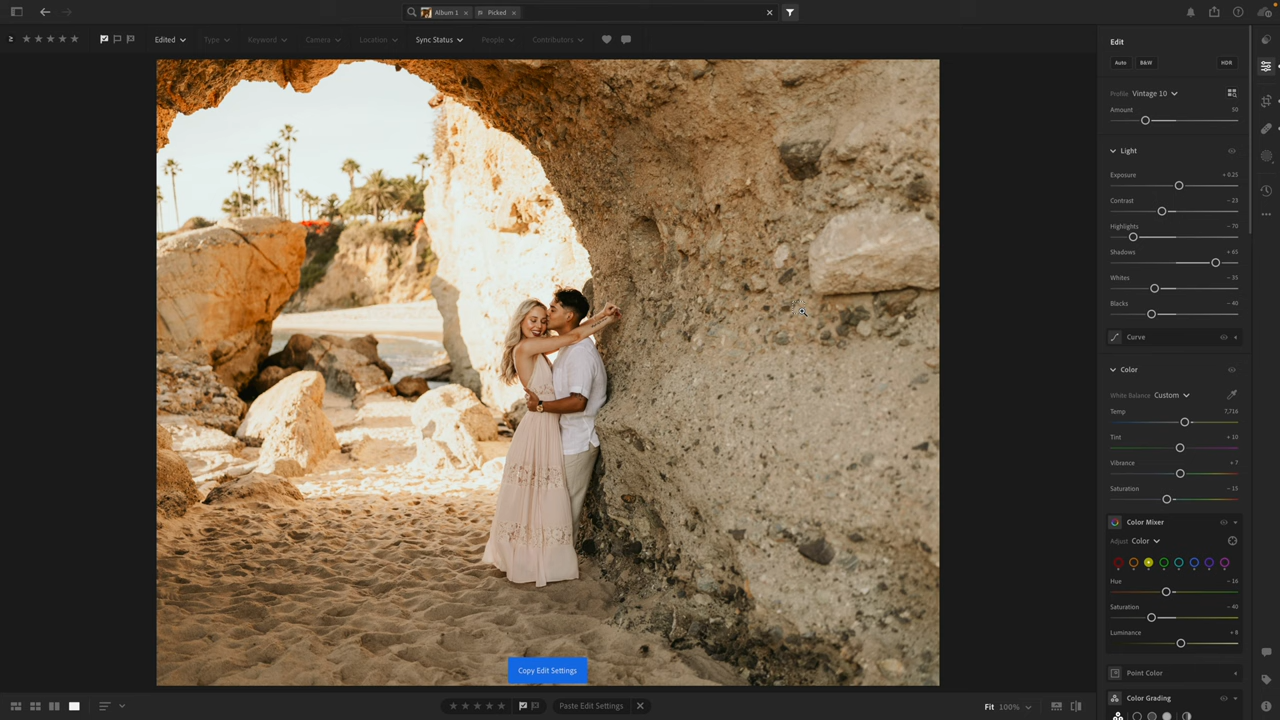 Album 1
Picked
Edited
Type
Keyword
Camera
Location
Sync Status
People
Contributors
Edit
Auto
B&W
HDR
Profile Vintage 10
Amount 50
Light
Exposure + 0.25
Contrast – 23
Highlights – 70
Shadows + 65
Whites – 35
Blacks – 40
Curve
Color
White Balance Custom
Temp 7,716
Tint + 10
Vibrance + 7
Saturation – 15
Color Mixer
Adjust Color
Hue – 16
Saturation – 40
Luminance + 8
Point Color
Color Grading
Copy Edit Settings
Paste Edit Settings
Fit 100%